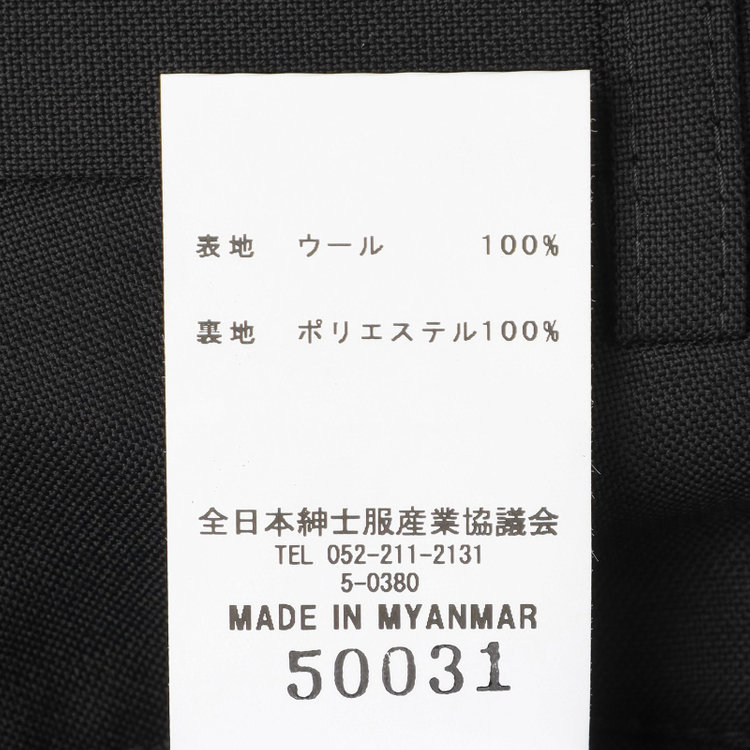 表地 ウール 100%
裏地 ポリエステル100%
全日本紳士服産業協議会
TEL 052-211-2131
5-0380
MADE IN MYANMAR
50031